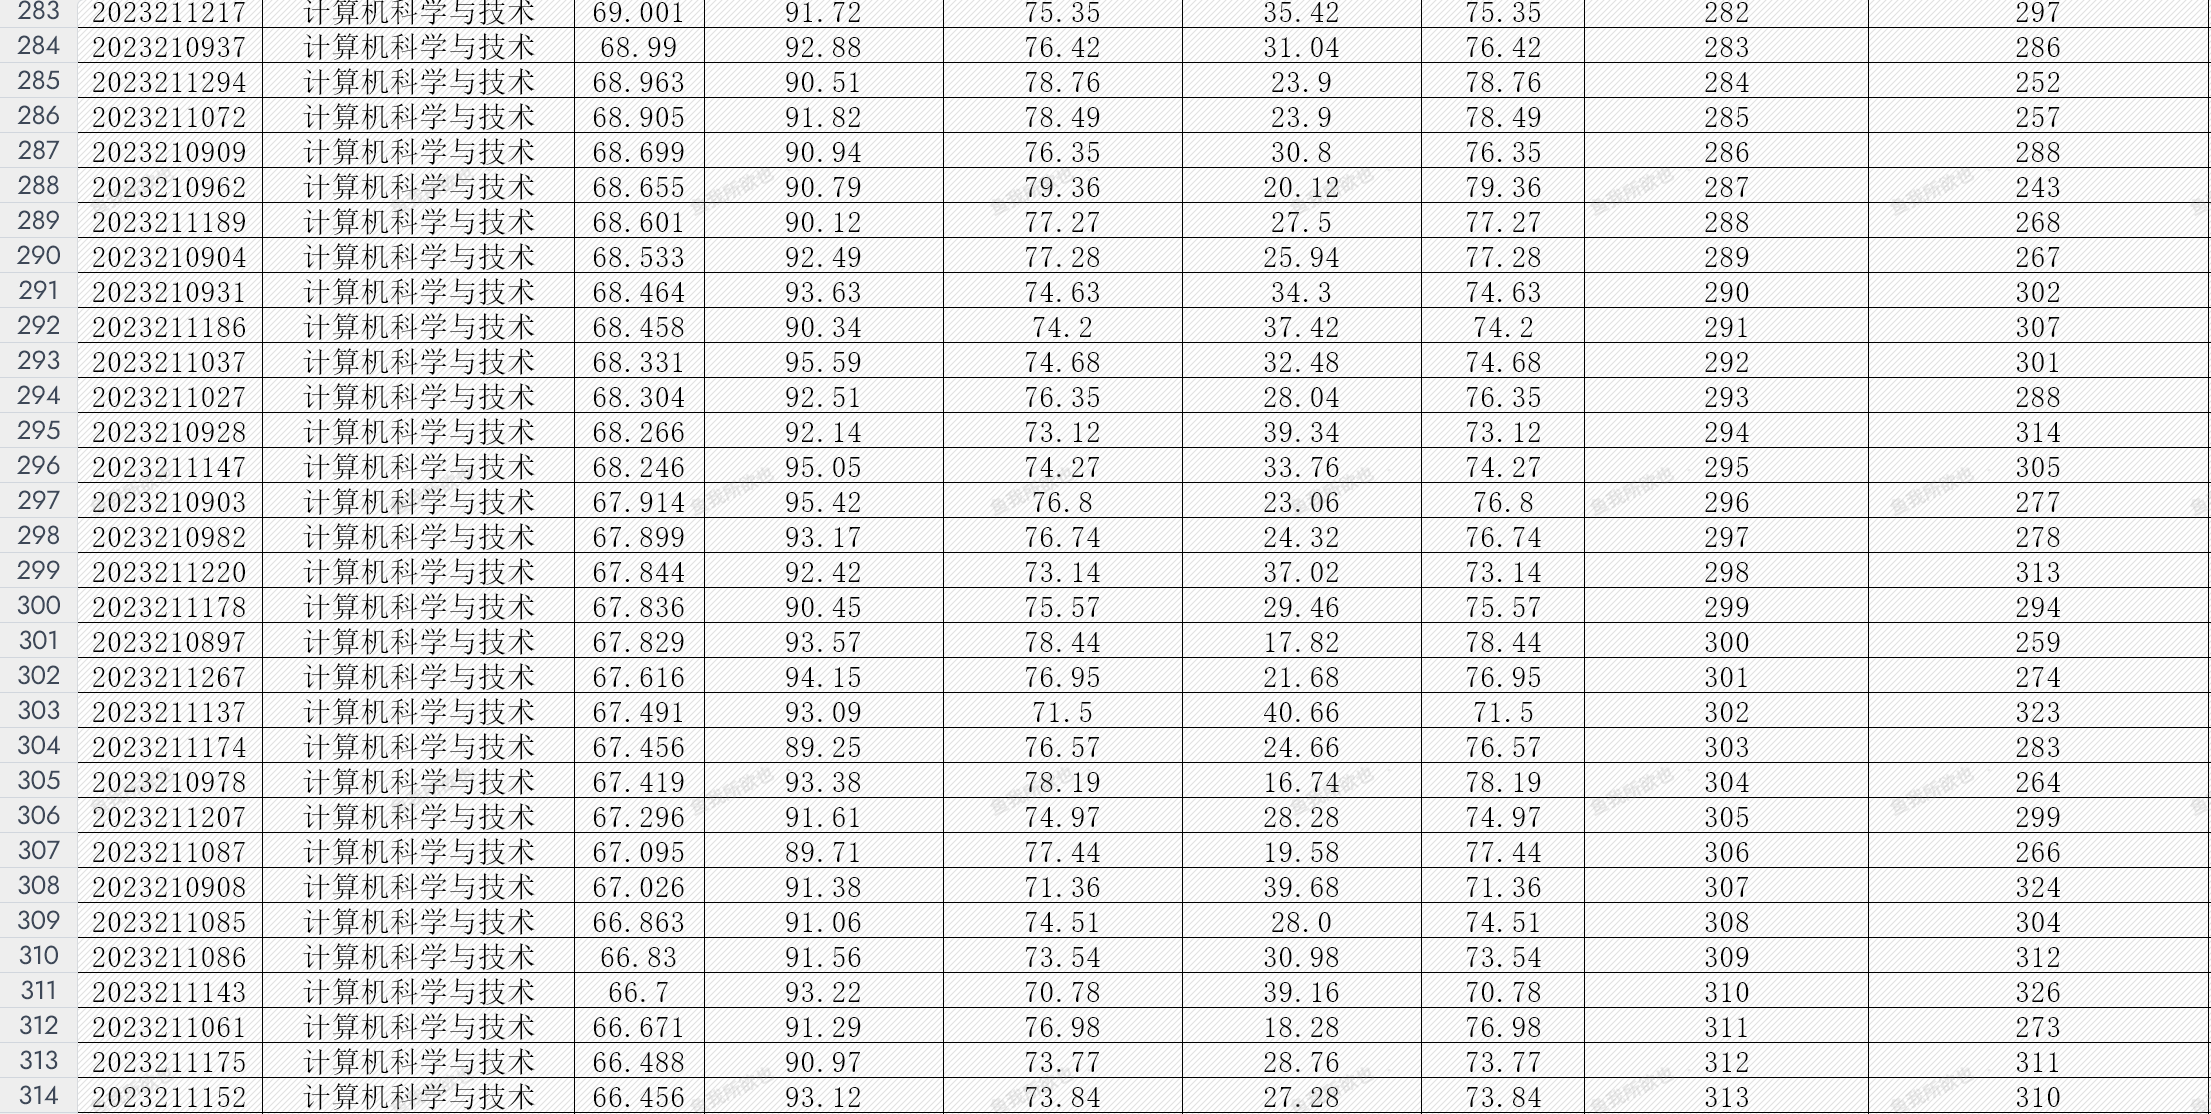 283 2023211217 计算机科学与技术 69.001 91.72 75.35 35.42 75.35 282 297
284 2023210937 计算机科学与技术 68.99 92.88 76.42 31.04 76.42 283 286
285 2023211294 计算机科学与技术 68.963 90.51 78.76 23.9 78.76 284 252
286 2023211072 计算机科学与技术 68.905 91.82 78.49 23.9 78.49 285 257
287 2023210909 计算机科学与技术 68.699 90.94 76.35 30.8 76.35 286 288
288 2023210962 计算机科学与技术 68.655 90.79 79.36 20.12 79.36 287 243
289 2023211189 计算机科学与技术 68.601 90.12 77.27 27.5 77.27 288 268
290 2023210904 计算机科学与技术 68.533 92.49 77.28 25.94 77.28 289 267
291 2023210931 计算机科学与技术 68.464 93.63 74.63 34.3 74.63 290 302
292 2023211186 计算机科学与技术 68.458 90.34 74.2 37.42 74.2 291 307
293 2023211037 计算机科学与技术 68.331 95.59 74.68 32.48 74.68 292 301
294 2023211027 计算机科学与技术 68.304 92.51 76.35 28.04 76.35 293 288
295 2023210928 计算机科学与技术 68.266 92.14 73.12 39.34 73.12 294 314
296 2023211147 计算机科学与技术 68.246 95.05 74.27 33.76 74.27 295 305
297 2023210903 计算机科学与技术 67.914 95.42 76.8 23.06 76.8 296 277
298 2023210982 计算机科学与技术 67.899 93.17 76.74 24.32 76.74 297 278
299 2023211220 计算机科学与技术 67.844 92.42 73.14 37.02 73.14 298 313
300 2023211178 计算机科学与技术 67.836 90.45 75.57 29.46 75.57 299 294
301 2023210897 计算机科学与技术 67.829 93.57 78.44 17.82 78.44 300 259
302 2023211267 计算机科学与技术 67.616 94.15 76.95 21.68 76.95 301 274
303 2023211137 计算机科学与技术 67.491 93.09 71.5 40.66 71.5 302 323
304 2023211174 计算机科学与技术 67.456 89.25 76.57 24.66 76.57 303 283
305 2023210978 计算机科学与技术 67.419 93.38 78.19 16.74 78.19 304 264
306 2023211207 计算机科学与技术 67.296 91.61 74.97 28.28 74.97 305 299
307 2023211087 计算机科学与技术 67.095 89.71 77.44 19.58 77.44 306 266
308 2023210908 计算机科学与技术 67.026 91.38 71.36 39.68 71.36 307 324
309 2023211085 计算机科学与技术 66.863 91.06 74.51 28.0 74.51 308 304
310 2023211086 计算机科学与技术 66.83 91.56 73.54 30.98 73.54 309 312
311 2023211143 计算机科学与技术 66.7 93.22 70.78 39.16 70.78 310 326
312 2023211061 计算机科学与技术 66.671 91.29 76.98 18.28 76.98 311 273
313 2023211175 计算机科学与技术 66.488 90.97 73.77 28.76 73.77 312 311
314 2023211152 计算机科学与技术 66.456 93.12 73.84 27.28 73.84 313 310
鱼我所欲也